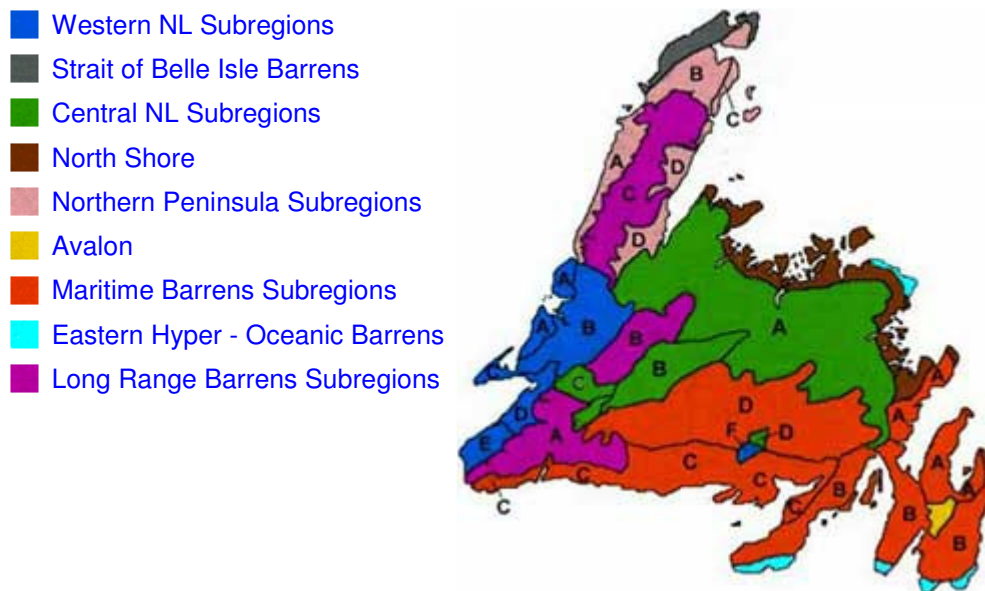 Western NL Subregions
Strait of Belle Isle Barrens
Central NL Subregions
North Shore
Northern Peninsula Subregions
Avalon
Maritime Barrens Subregions
Eastern Hyper - Oceanic Barrens
Long Range Barrens Subregions
B
C
A
D
C
D
A
B
A
A
B
B
C
C
A
D
D
A
E
A
F
D
C
A
C
C
B
A
C
C
B
B